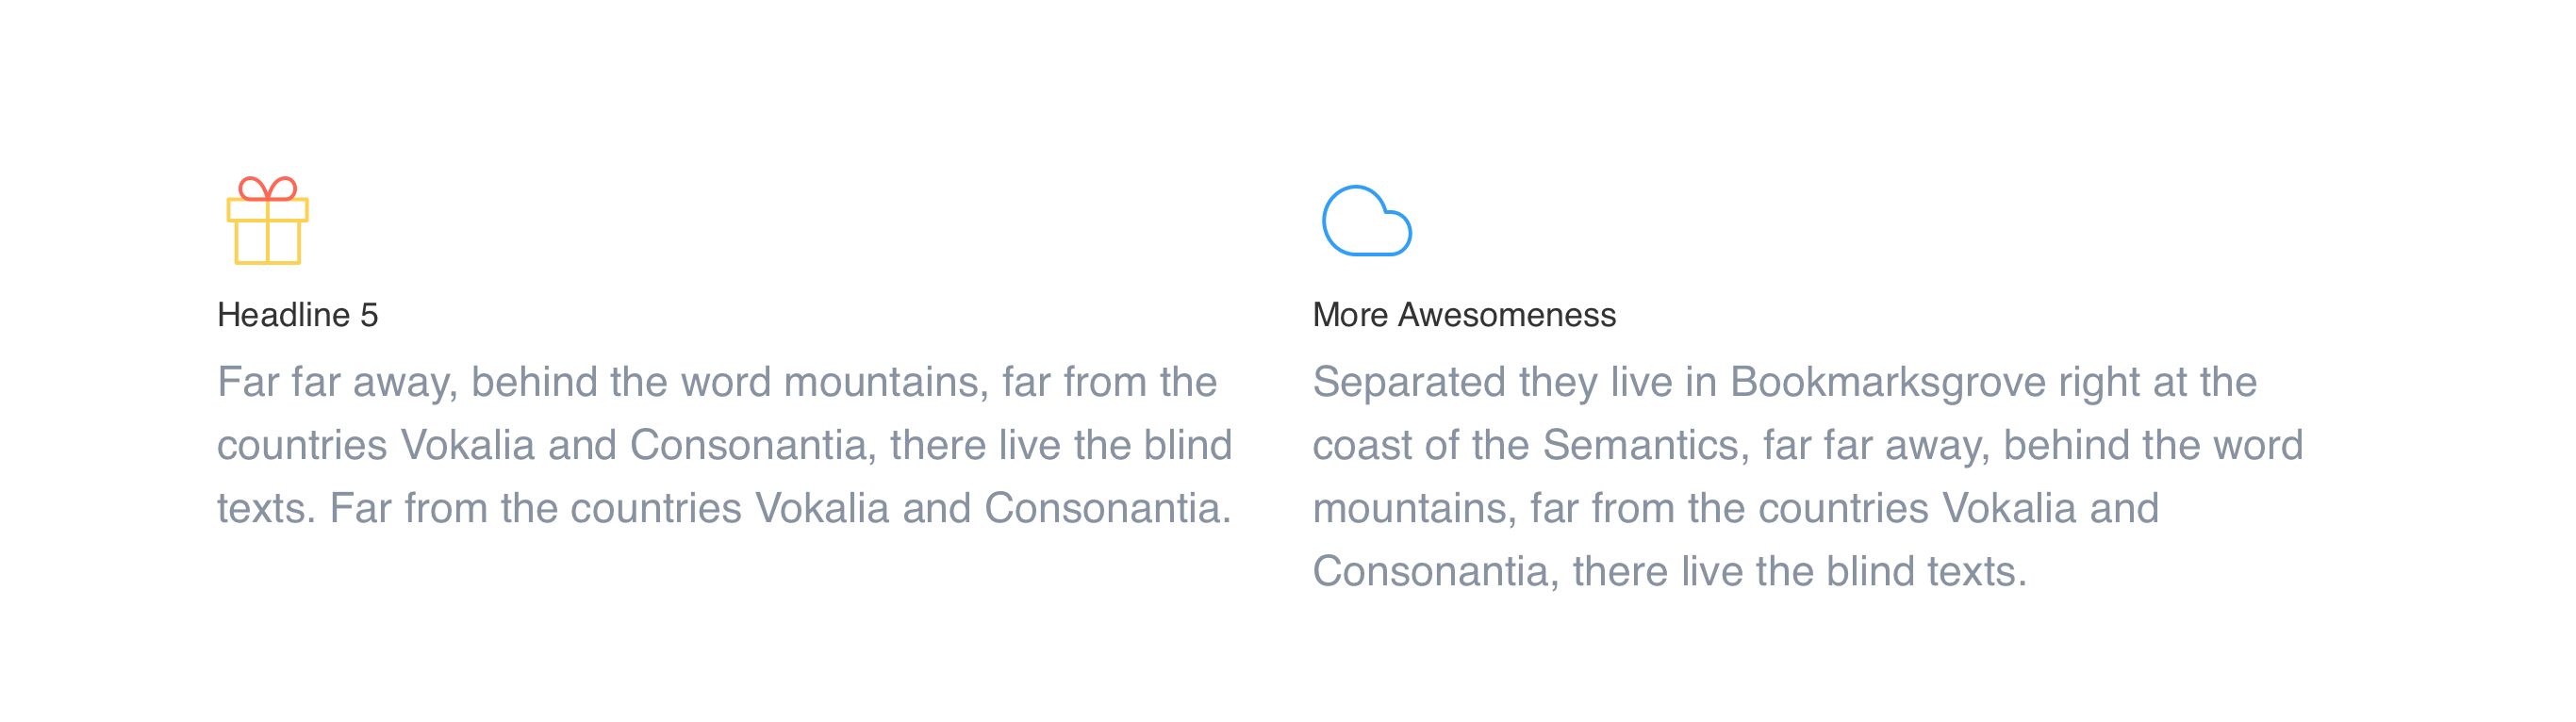 Headline 5
Far far away, behind the word mountains, far from the
countries Vokalia and Consonantia, there live the blind
texts. Far from the countries Vokalia and Consonantia.
More Awesomeness
Separated they live in Bookmarksgrove right at the
coast of the Semantics, far far away, behind the word
mountains, far from the countries Vokalia and
Consonantia, there live the blind texts.